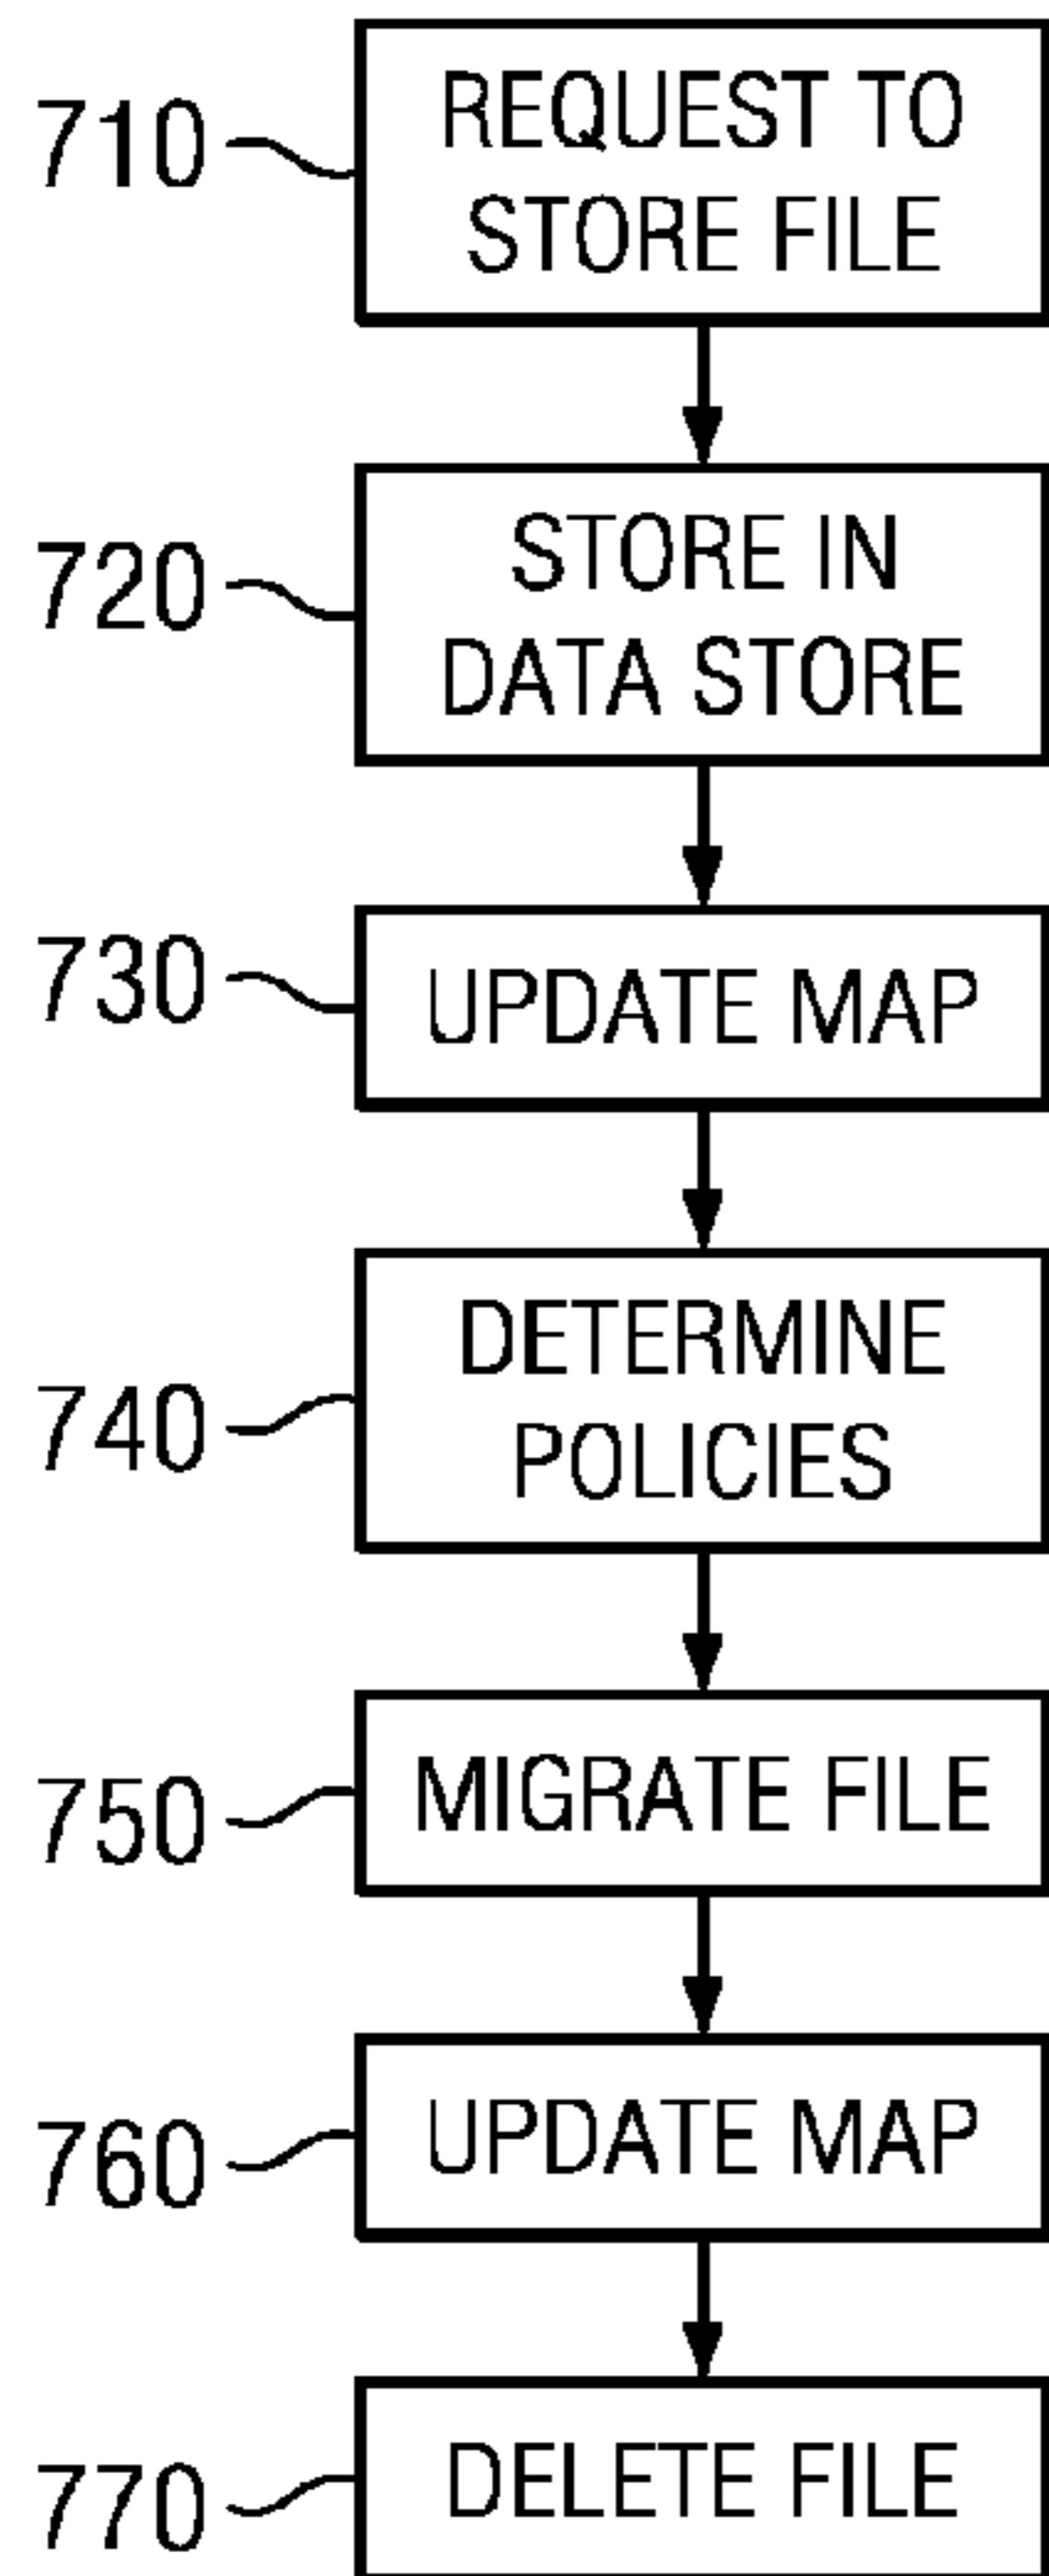 710
REQUEST TO
STORE FILE
720
STORE IN
DATA STORE
730
UPDATE MAP
740
DETERMINE
POLICIES
750
MIGRATE FILE
760
UPDATE MAP
770
DELETE FILE